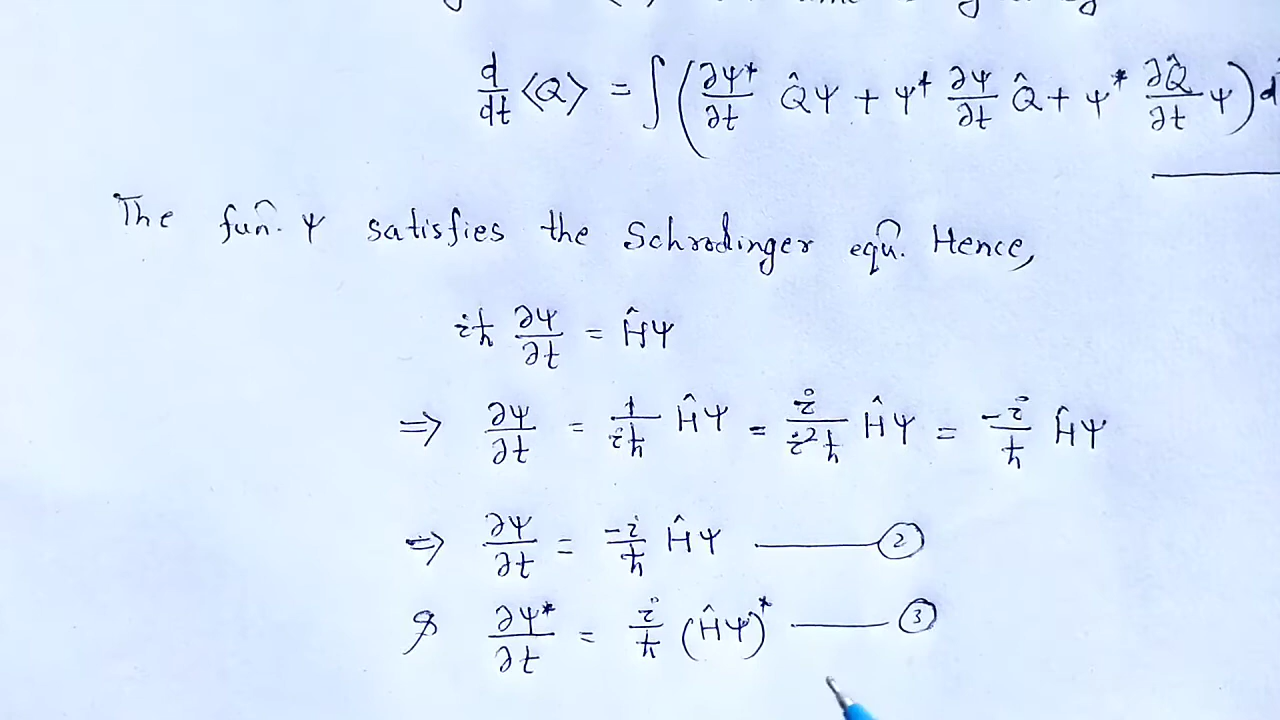 d/dt ⟨Q⟩ = ∫ ( ∂ψ*/∂t Q̂ψ + ψ† ∂ψ/∂t Q̂ + ψ* ∂Q̂/∂t ψ ) d
The fun̑. ψ satisfies the Schrodinger eqȗ. Hence,
iħ ∂ψ/∂t = Ĥψ
⇒ ∂ψ/∂t = 1/iħ Ĥψ = i/i²ħ Ĥψ = -i/ħ Ĥψ
⇒ ∂ψ/∂t = -i/ħ Ĥψ —— ②
& ∂ψ*/∂t = i/ħ (Ĥψ)* —— ③